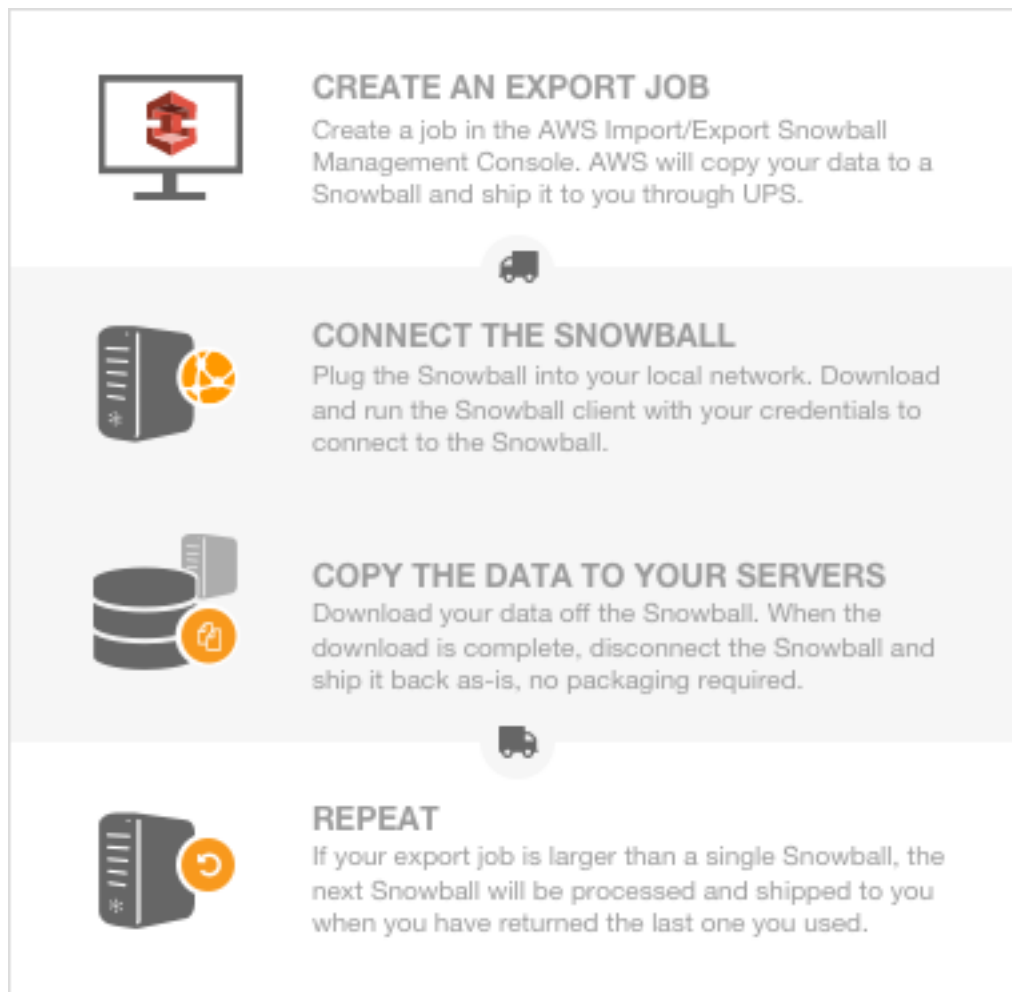 CREATE AN EXPORT JOB
Create a job in the AWS Import/Export Snowball
Management Console. AWS will copy your data to a
Snowball and ship it to you through UPS.
CONNECT THE SNOWBALL
Plug the Snowball into your local network. Download
and run the Snowball client with your credentials to
connect to the Snowball.
COPY THE DATA TO YOUR SERVERS
Download your data off the Snowball. When the
download is complete, disconnect the Snowball and
ship it back as-is, no packaging required.
REPEAT
If your export job is larger than a single Snowball, the
next Snowball will be processed and shipped to you
when you have returned the last one you used.